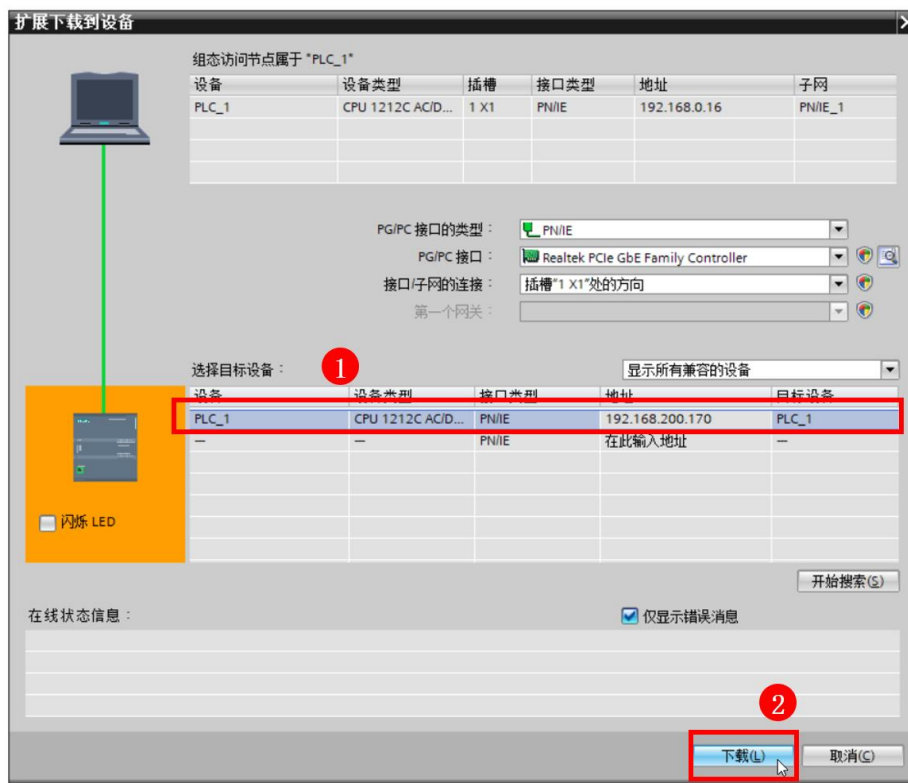 扩展下载到设备
组态访问节点属于 "PLC_1"
设备 设备类型 插槽 接口类型 地址 子网
PLC_1 CPU 1212C AC/D... 1 X1 PN/IE 192.168.0.16 PN/IE_1
PG/PC 接口的类型： PN/IE
PG/PC 接口： Realtek PCIe GbE Family Controller
接口/子网的连接： 插槽"1 X1"处的方向
第一个网关：
选择目标设备： 1 显示所有兼容的设备
设备 设备类型 接口类型 地址 目标设备
PLC_1 CPU 1212C AC/D... PN/IE 192.168.200.170 PLC_1
— — PN/IE 在此输入地址 —
闪烁 LED
开始搜索(S)
在线状态信息： 仅显示错误消息
2
下载(L) 取消(C)